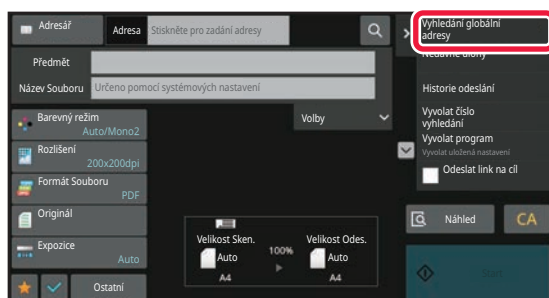 Adresář
Adresa
Stiskněte pro zadání adresy
Předmět
Název Souboru
Určeno pomocí systémových nastavení
Barevný režim
Auto/Mono2
Rozlišení
200x200dpi
Formát Souboru
PDF
Originál
Expozice
Auto
Ostatní
Volby
Velikost Sken.
Auto
A4
100%
Velikost Odes.
Auto
A4
Vyhledání globální
adresy
Historie odeslání
Vyvolat číslo
vyhledání
Vyvolat program
Vyvolat uložená nastavení
Odeslat link na cíl
Náhled
CA
Start